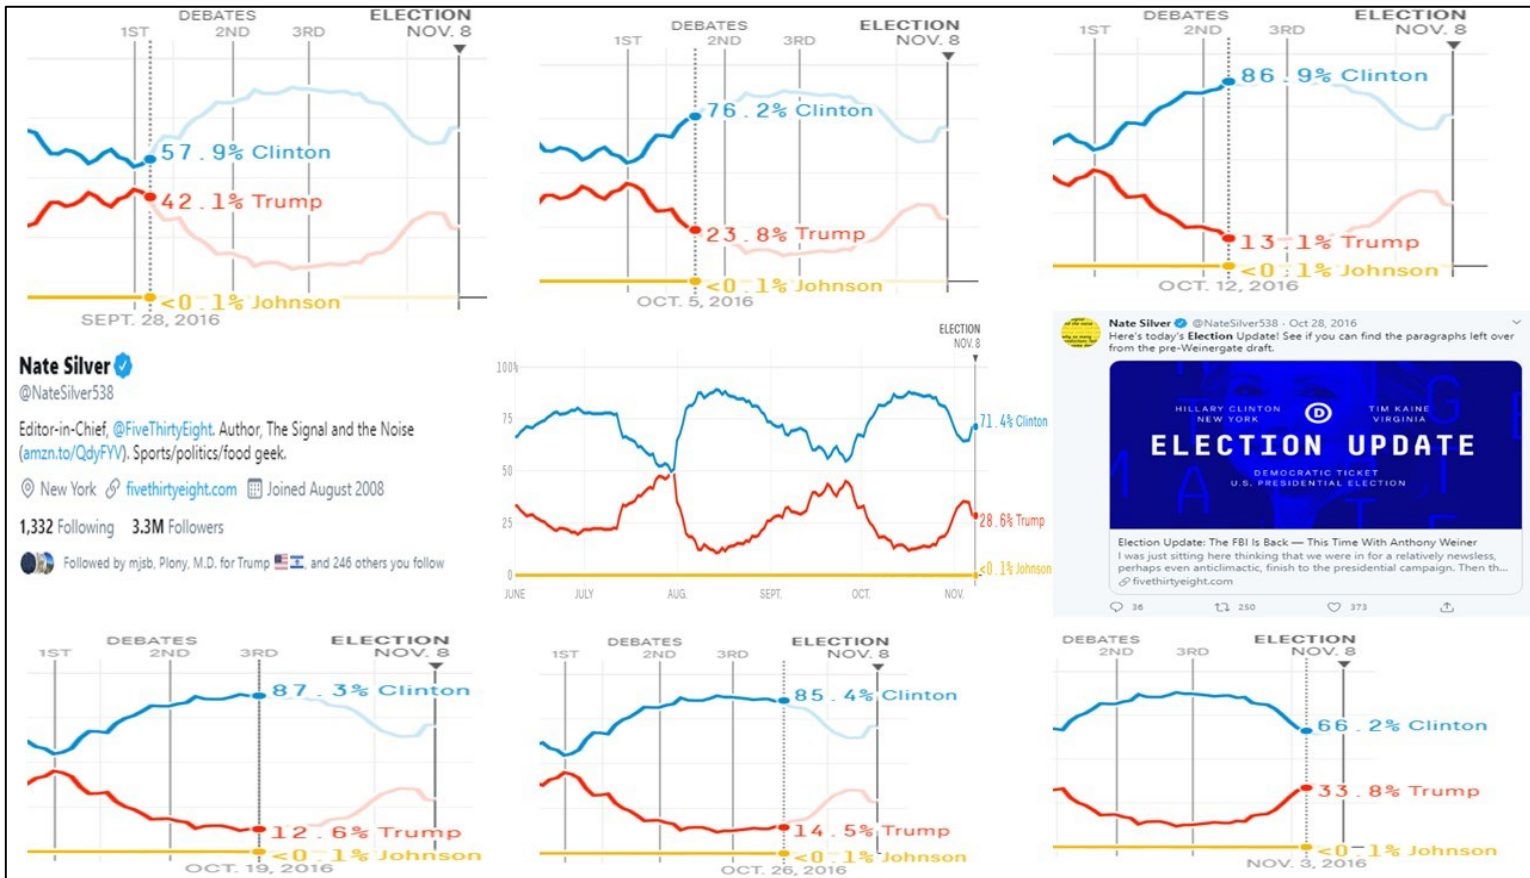 DEBATES
ELECTION
1ST
2ND
3RD
NOV. 8
57.9% Clinton
42.1% Trump
<0.1% Johnson
SEPT. 28, 2016
DEBATES
ELECTION
1ST
2ND
3RD
NOV. 8
76.2% Clinton
23.8% Trump
<0.1% Johnson
OCT. 5, 2016
DEBATES
ELECTION
1ST
2ND
3RD
NOV. 8
86.9% Clinton
13.1% Trump
<0.1% Johnson
OCT. 12, 2016
Nate Silver
@NateSilver538
Editor-in-Chief, @FiveThirtyEight. Author, The Signal and the Noise
(amzn.to/QdyFYV). Sports/politics/food geek.
New York fivethirtyeight.com Joined August 2008
1,332 Following 3.3M Followers
Followed by mjsb, Plony, M.D. for Trump 🇺🇸🇮🇱, and 246 others you follow
ELECTION
NOV. 8
100%
75
50
25
0
71.4% Clinton
28.6% Trump
<0.1% Johnson
JUNE
JULY
AUG.
SEPT.
OCT.
NOV.
Nate Silver @NateSilver538 · Oct 28, 2016
Here's today's Election Update! See if you can find the paragraphs left over
from the pre-Weinergate draft.
HILLARY CLINTON
NEW YORK
D
TIM KAINE
VIRGINIA
ELECTION UPDATE
DEMOCRATIC TICKET
U.S. PRESIDENTIAL ELECTION
Election Update: The FBI Is Back — This Time With Anthony Weiner
I was just sitting here thinking that we were in for a relatively newsless,
perhaps even anticlimactic, finish to the presidential campaign. Then th...
fivethirtyeight.com
36
250
373
DEBATES
ELECTION
1ST
2ND
3RD
NOV. 8
87.3% Clinton
12.6% Trump
<0.1% Johnson
OCT. 19, 2016
DEBATES
ELECTION
1ST
2ND
3RD
NOV. 8
85.4% Clinton
14.5% Trump
<0.1% Johnson
OCT. 26, 2016
DEBATES
ELECTION
2ND
3RD
NOV. 8
66.2% Clinton
33.8% Trump
<0.1% Johnson
NOV. 3, 2016